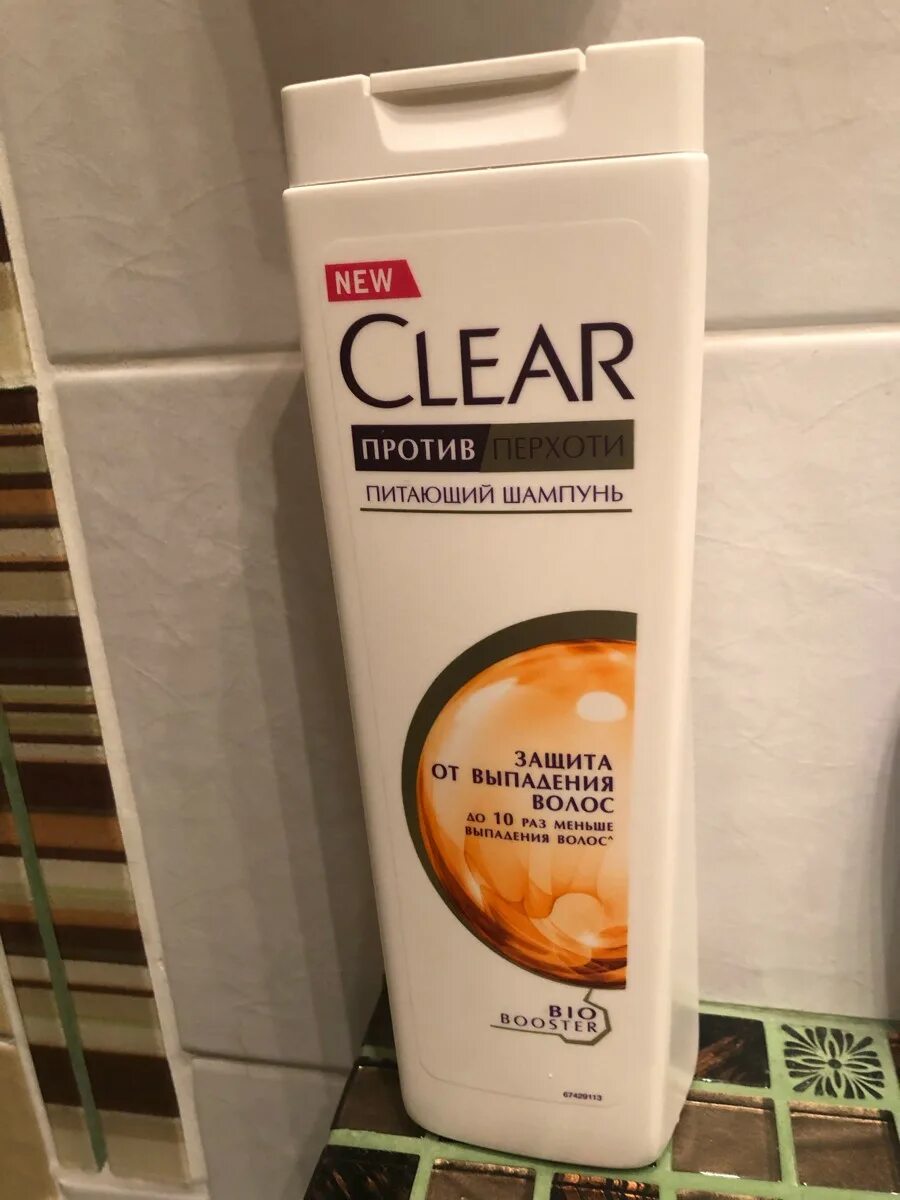 NEW
CLEAR
ПРОТИВ ПЕРХОТИ
ПИТАЮЩИЙ ШАМПУНЬ
ЗАЩИТА
ОТ ВЫПАДЕНИЯ
ВОЛОС
ДО 10 РАЗ МЕНЬШЕ
ВЫПАДЕНИЯ ВОЛОС^
BIO
BOOSTER
67429113